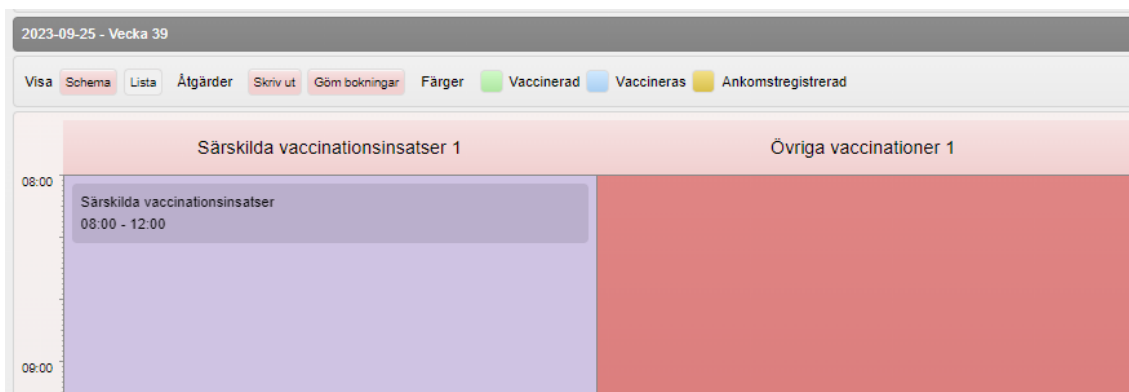 2023-09-25 - Vecka 39
Visa Schema Lista Åtgärder Skriv ut Göm bokningar Färger Vaccinerad Vaccineras Ankomstregistrerad
Särskilda vaccinationsinsatser 1 Övriga vaccinationer 1
08:00
Särskilda vaccinationsinsatser
08:00 - 12:00
09:00